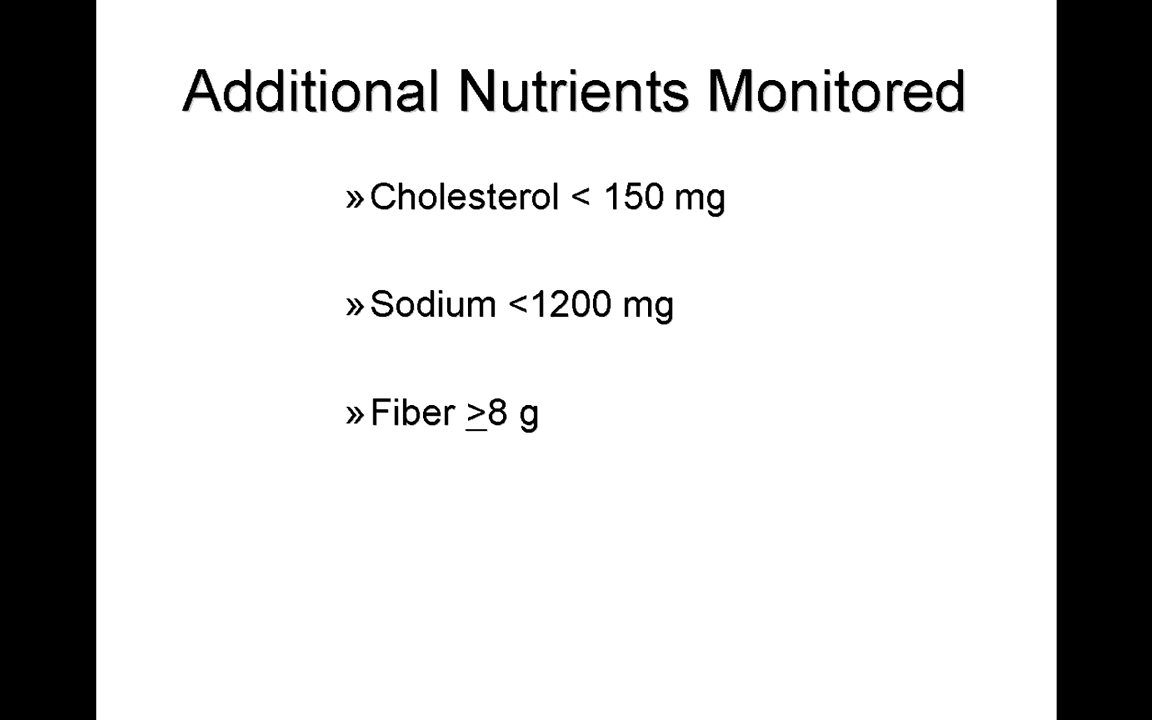 Additional Nutrients Monitored
»Cholesterol < 150 mg
»Sodium <1200 mg
»Fiber ≥8 g